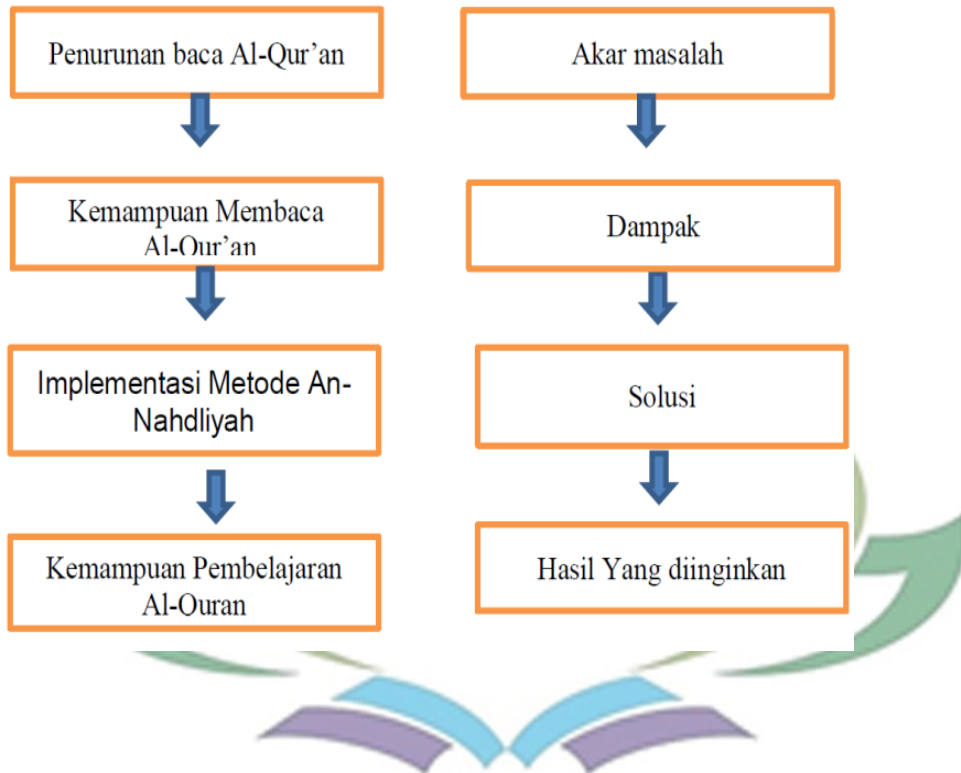 Penurunan baca Al-Qur’an
Akar masalah
Kemampuan Membaca
Al-Qur’an
Dampak
Implementasi Metode An-
Nahdliyah
Solusi
Kemampuan Pembelajaran
Al-Quran
Hasil Yang diinginkan